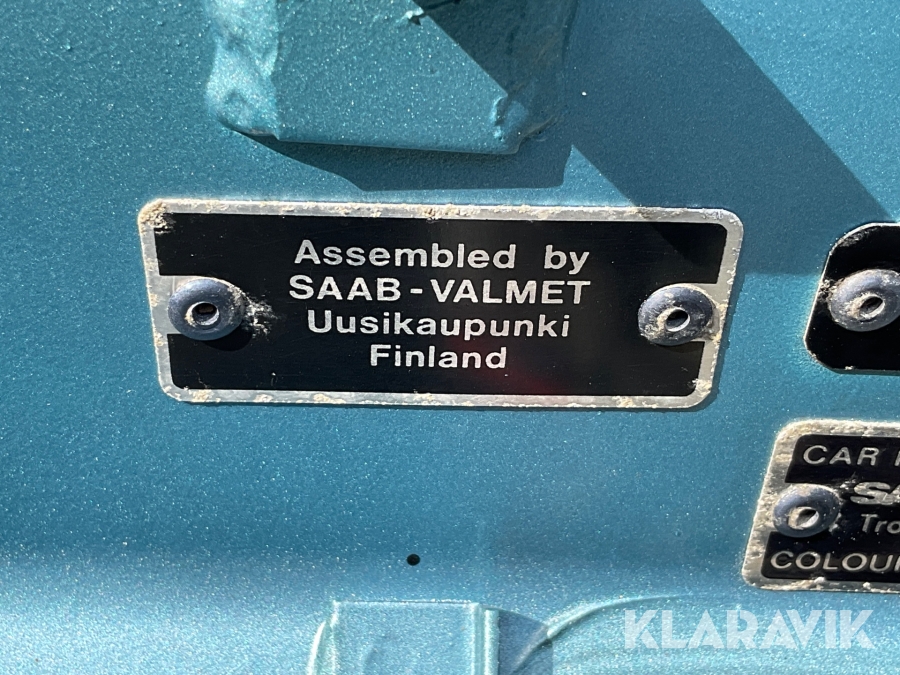 Assembled by
SAAB-VALMET
Uusikaupunki
Finland
CAR
COLOUR
KLARAVIK